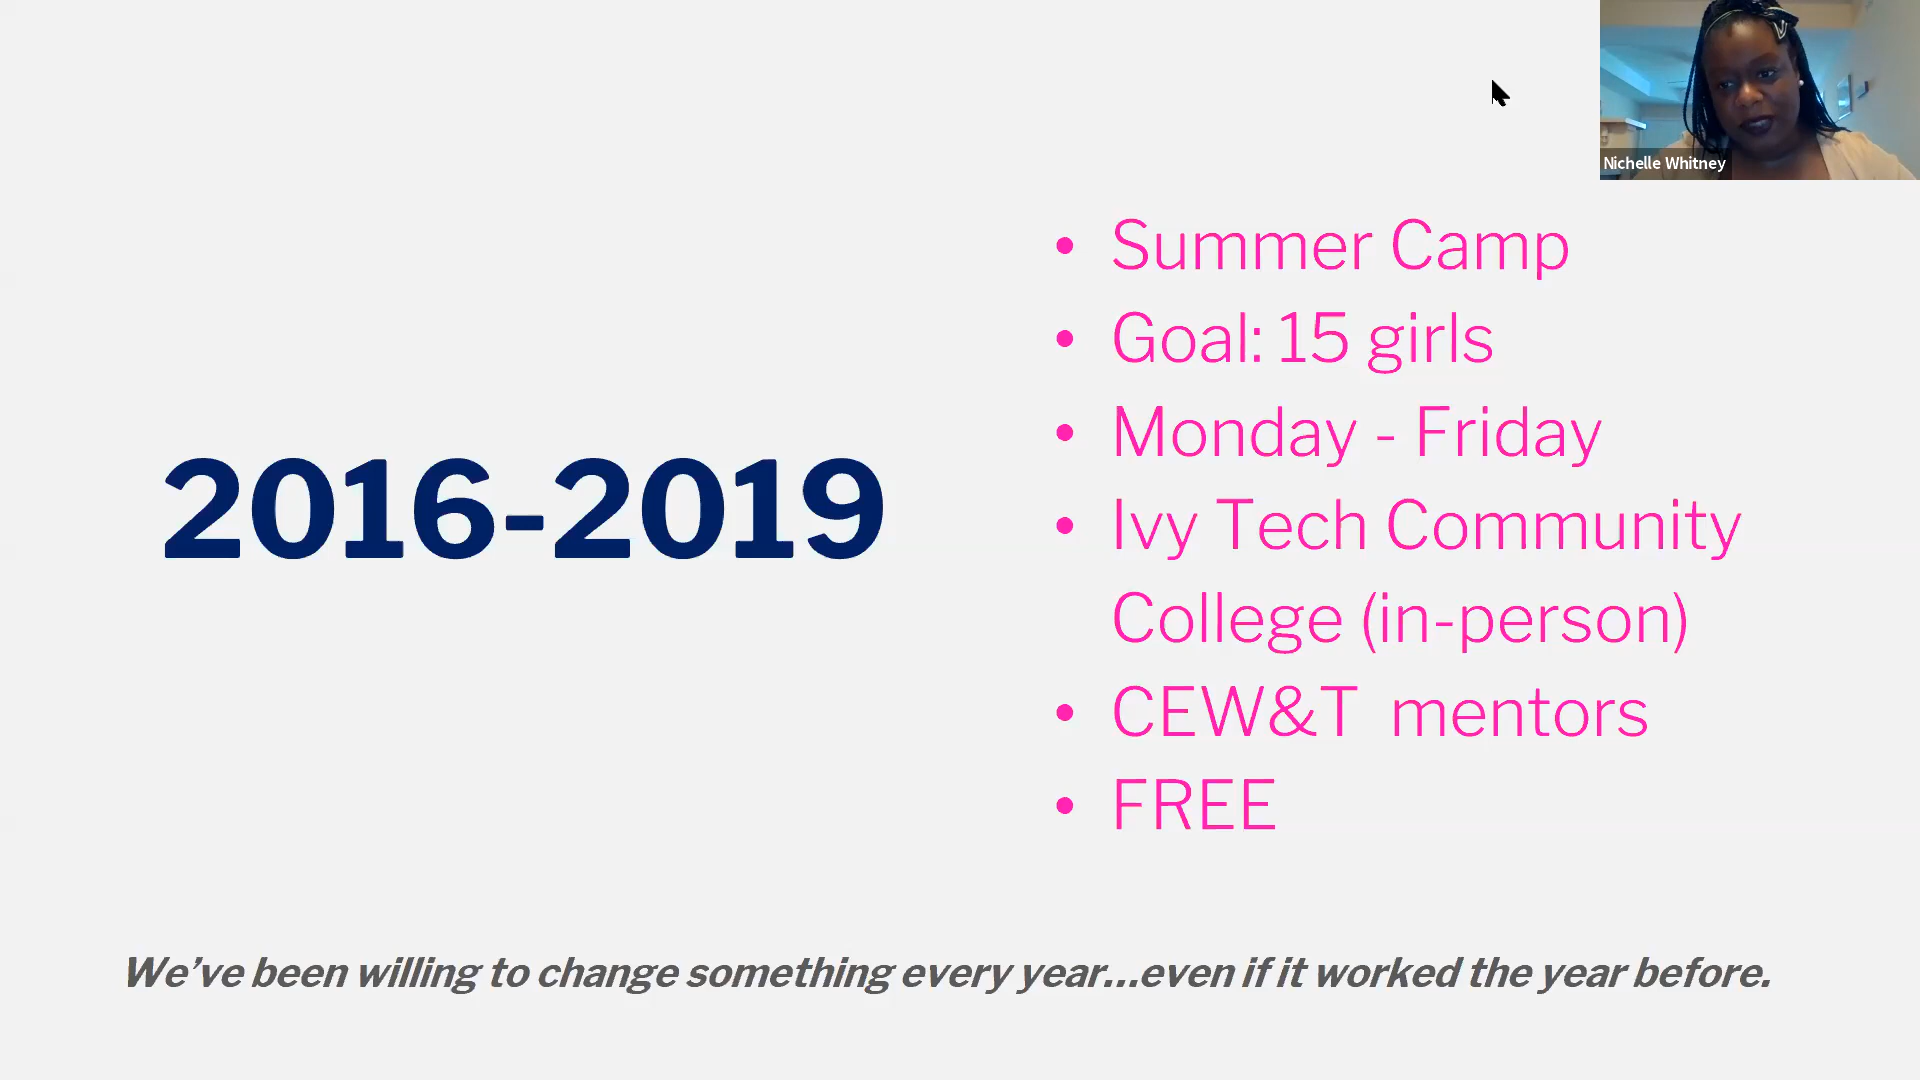 Nichelle Whitney
2016-2019
• Summer Camp
• Goal: 15 girls
• Monday - Friday
• Ivy Tech Community
College (in-person)
• CEW&T mentors
• FREE
We’ve been willing to change something every year...even if it worked the year before.